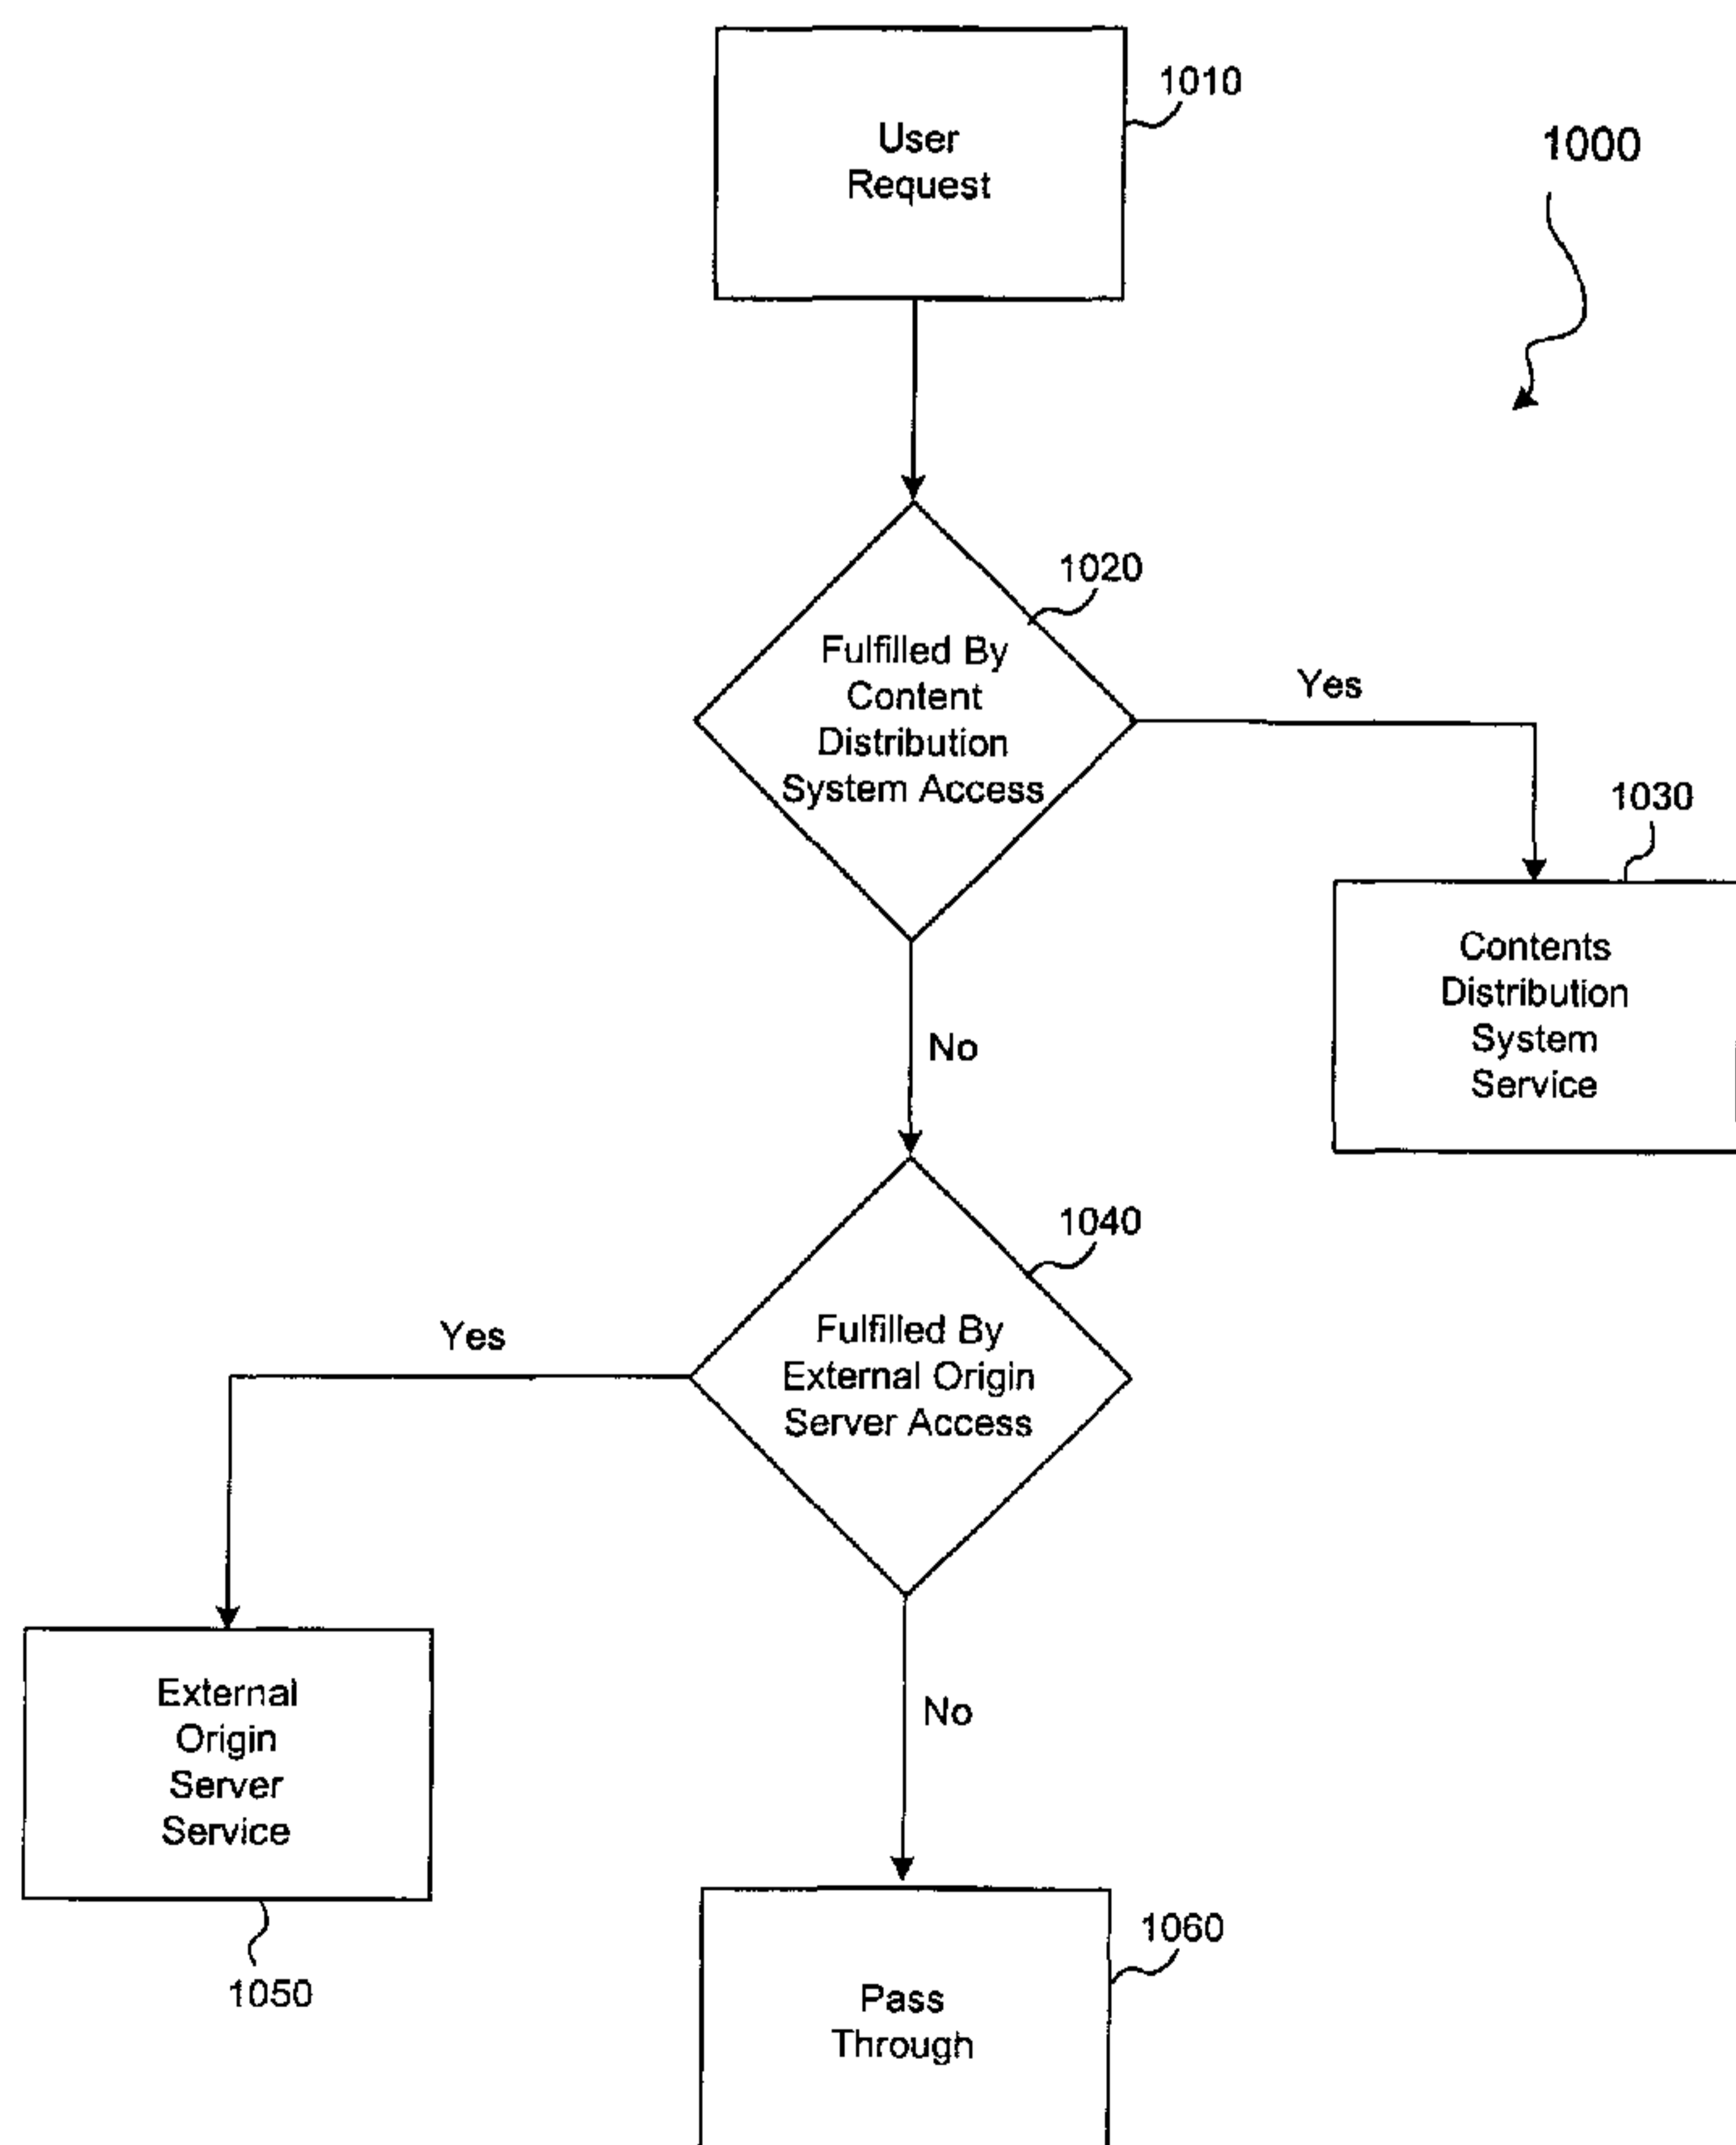 1010
User
Request
1000
1020
Fulfilled By
Content
Distribution
System Access
Yes
1030
Contents
Distribution
System
Service
No
1040
Fulfilled By
External Origin
Server Access
Yes
External
Origin
Server
Service
No
1050
1060
Pass
Through